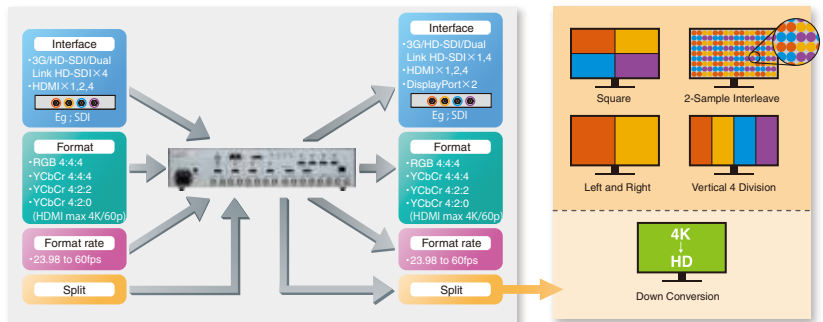 Interface
・3G/HD-SDI/Dual
Link HD-SDI×4
・HDMI×1,2,4
Eg ; SDI
Format
・RGB 4:4:4
・YCbCr 4:4:4
・YCbCr 4:2:2
・YCbCr 4:2:0
(HDMI max 4K/60p)
Format rate
・23.98 to 60fps
Split
Interface
・3G/HD-SDI/Dual
Link HD-SDI×1,4
・HDMI×1,2,4
・DisplayPort×2
Eg ; SDI
Format
・RGB 4:4:4
・YCbCr 4:4:4
・YCbCr 4:2:2
・YCbCr 4:2:0
(HDMI max 4K/60p)
Format rate
・23.98 to 60fps
Split
Square
2-Sample Interleave
Left and Right
Vertical 4 Division
4K
↓
HD
Down Conversion